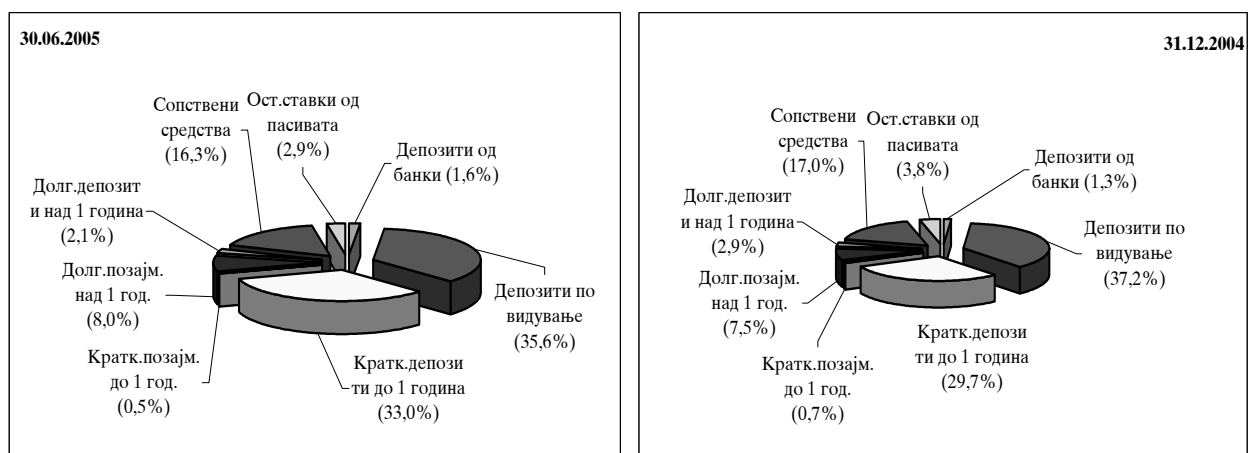 30.06.2005
Сопствени
средства
(16,3%)
Ост.ставки од
пасивата
(2,9%)
Депозити од
банки (1,6%)
Депозити по
видување
(35,6%)
Кратк.депози
ти до 1 година
(33,0%)
Кратк.позајм.
до 1 год.
(0,5%)
Долг.позајм.
над 1 год.
(8,0%)
Долг.депозит
и над 1 година
(2,1%)
31.12.2004
Сопствени
средства
(17,0%)
Ост.ставки од
пасивата
(3,8%)
Депозити од
банки (1,3%)
Депозити по
видување
(37,2%)
Кратк.депози
ти до 1 година
(29,7%)
Кратк.позајм.
до 1 год.
(0,7%)
Долг.позајм.
над 1 год.
(7,5%)
Долг.депозит
и над 1 година
(2,9%)